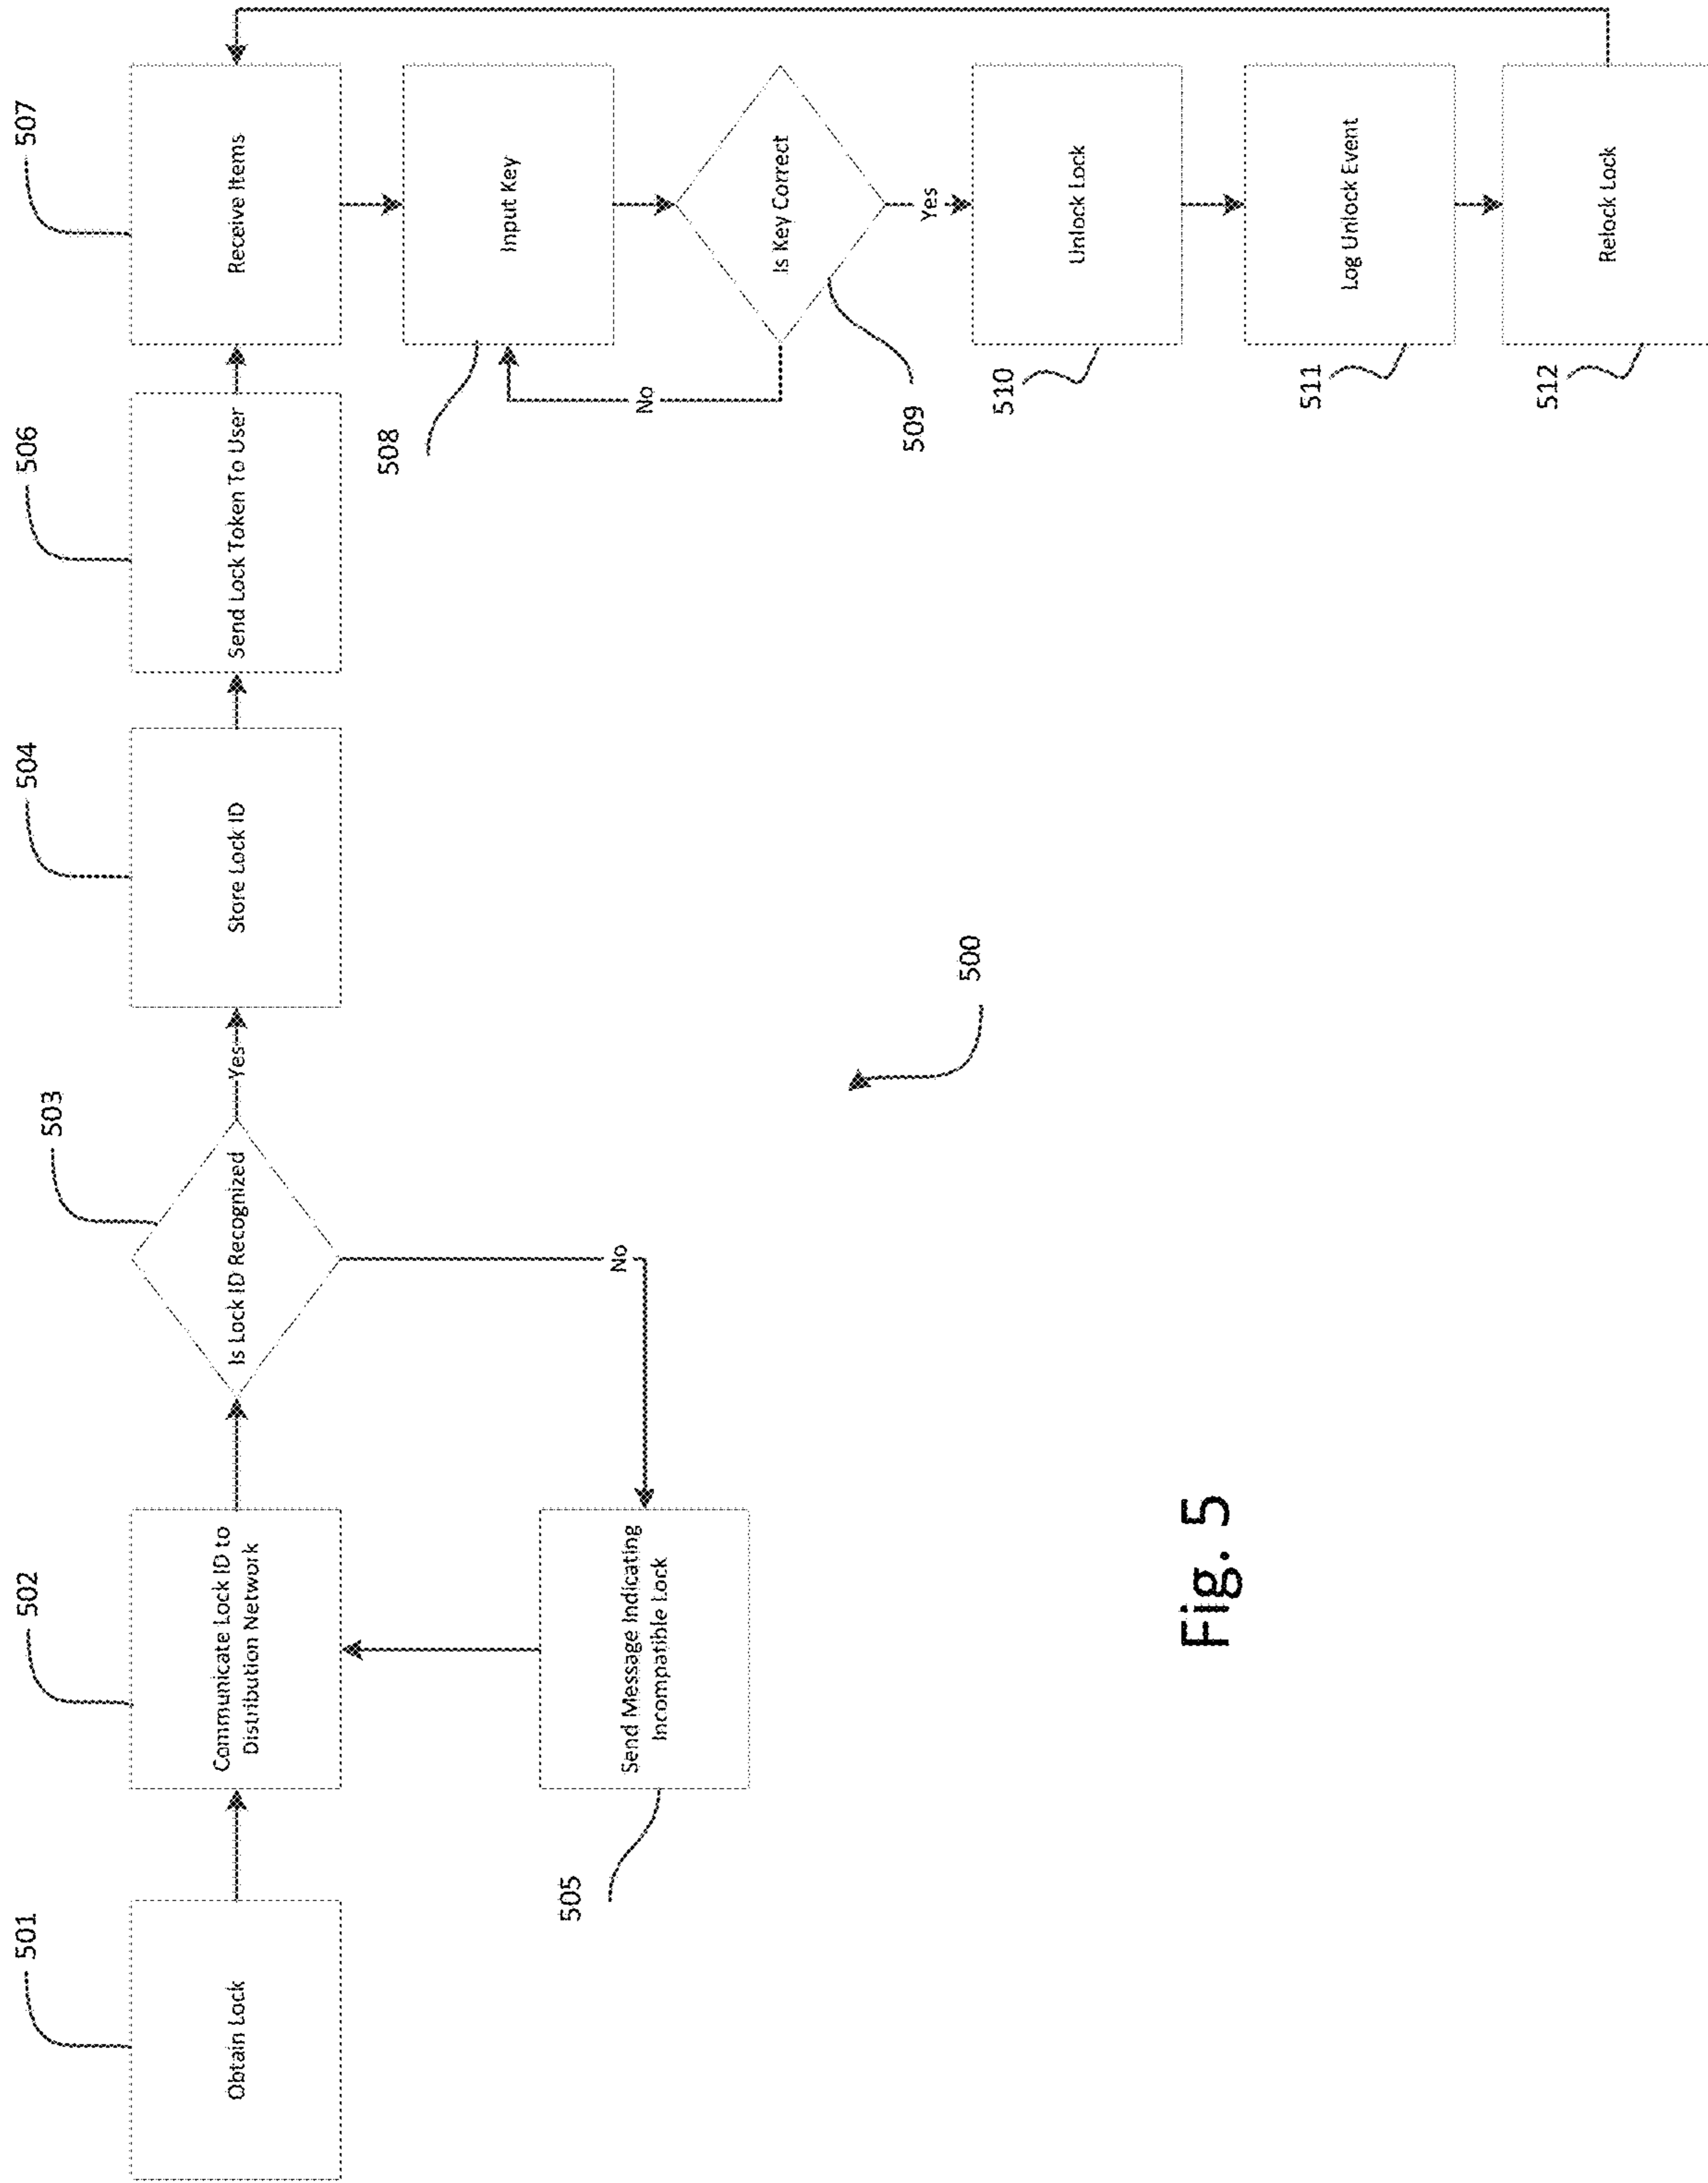 501
Obtain Lock
502
Communicate Lock ID to
Distribution Network
503
Is Lock ID Recognized
Yes
No
504
Store Lock ID
505
Send Message Indicating
Incompatible Lock
506
Send Lock Token To User
507
Receive Items
508
Input Key
509
Is Key Correct
No
Yes
510
Unlock Lock
511
Log Unlock Event
512
Relock Lock
500
Fig. 5